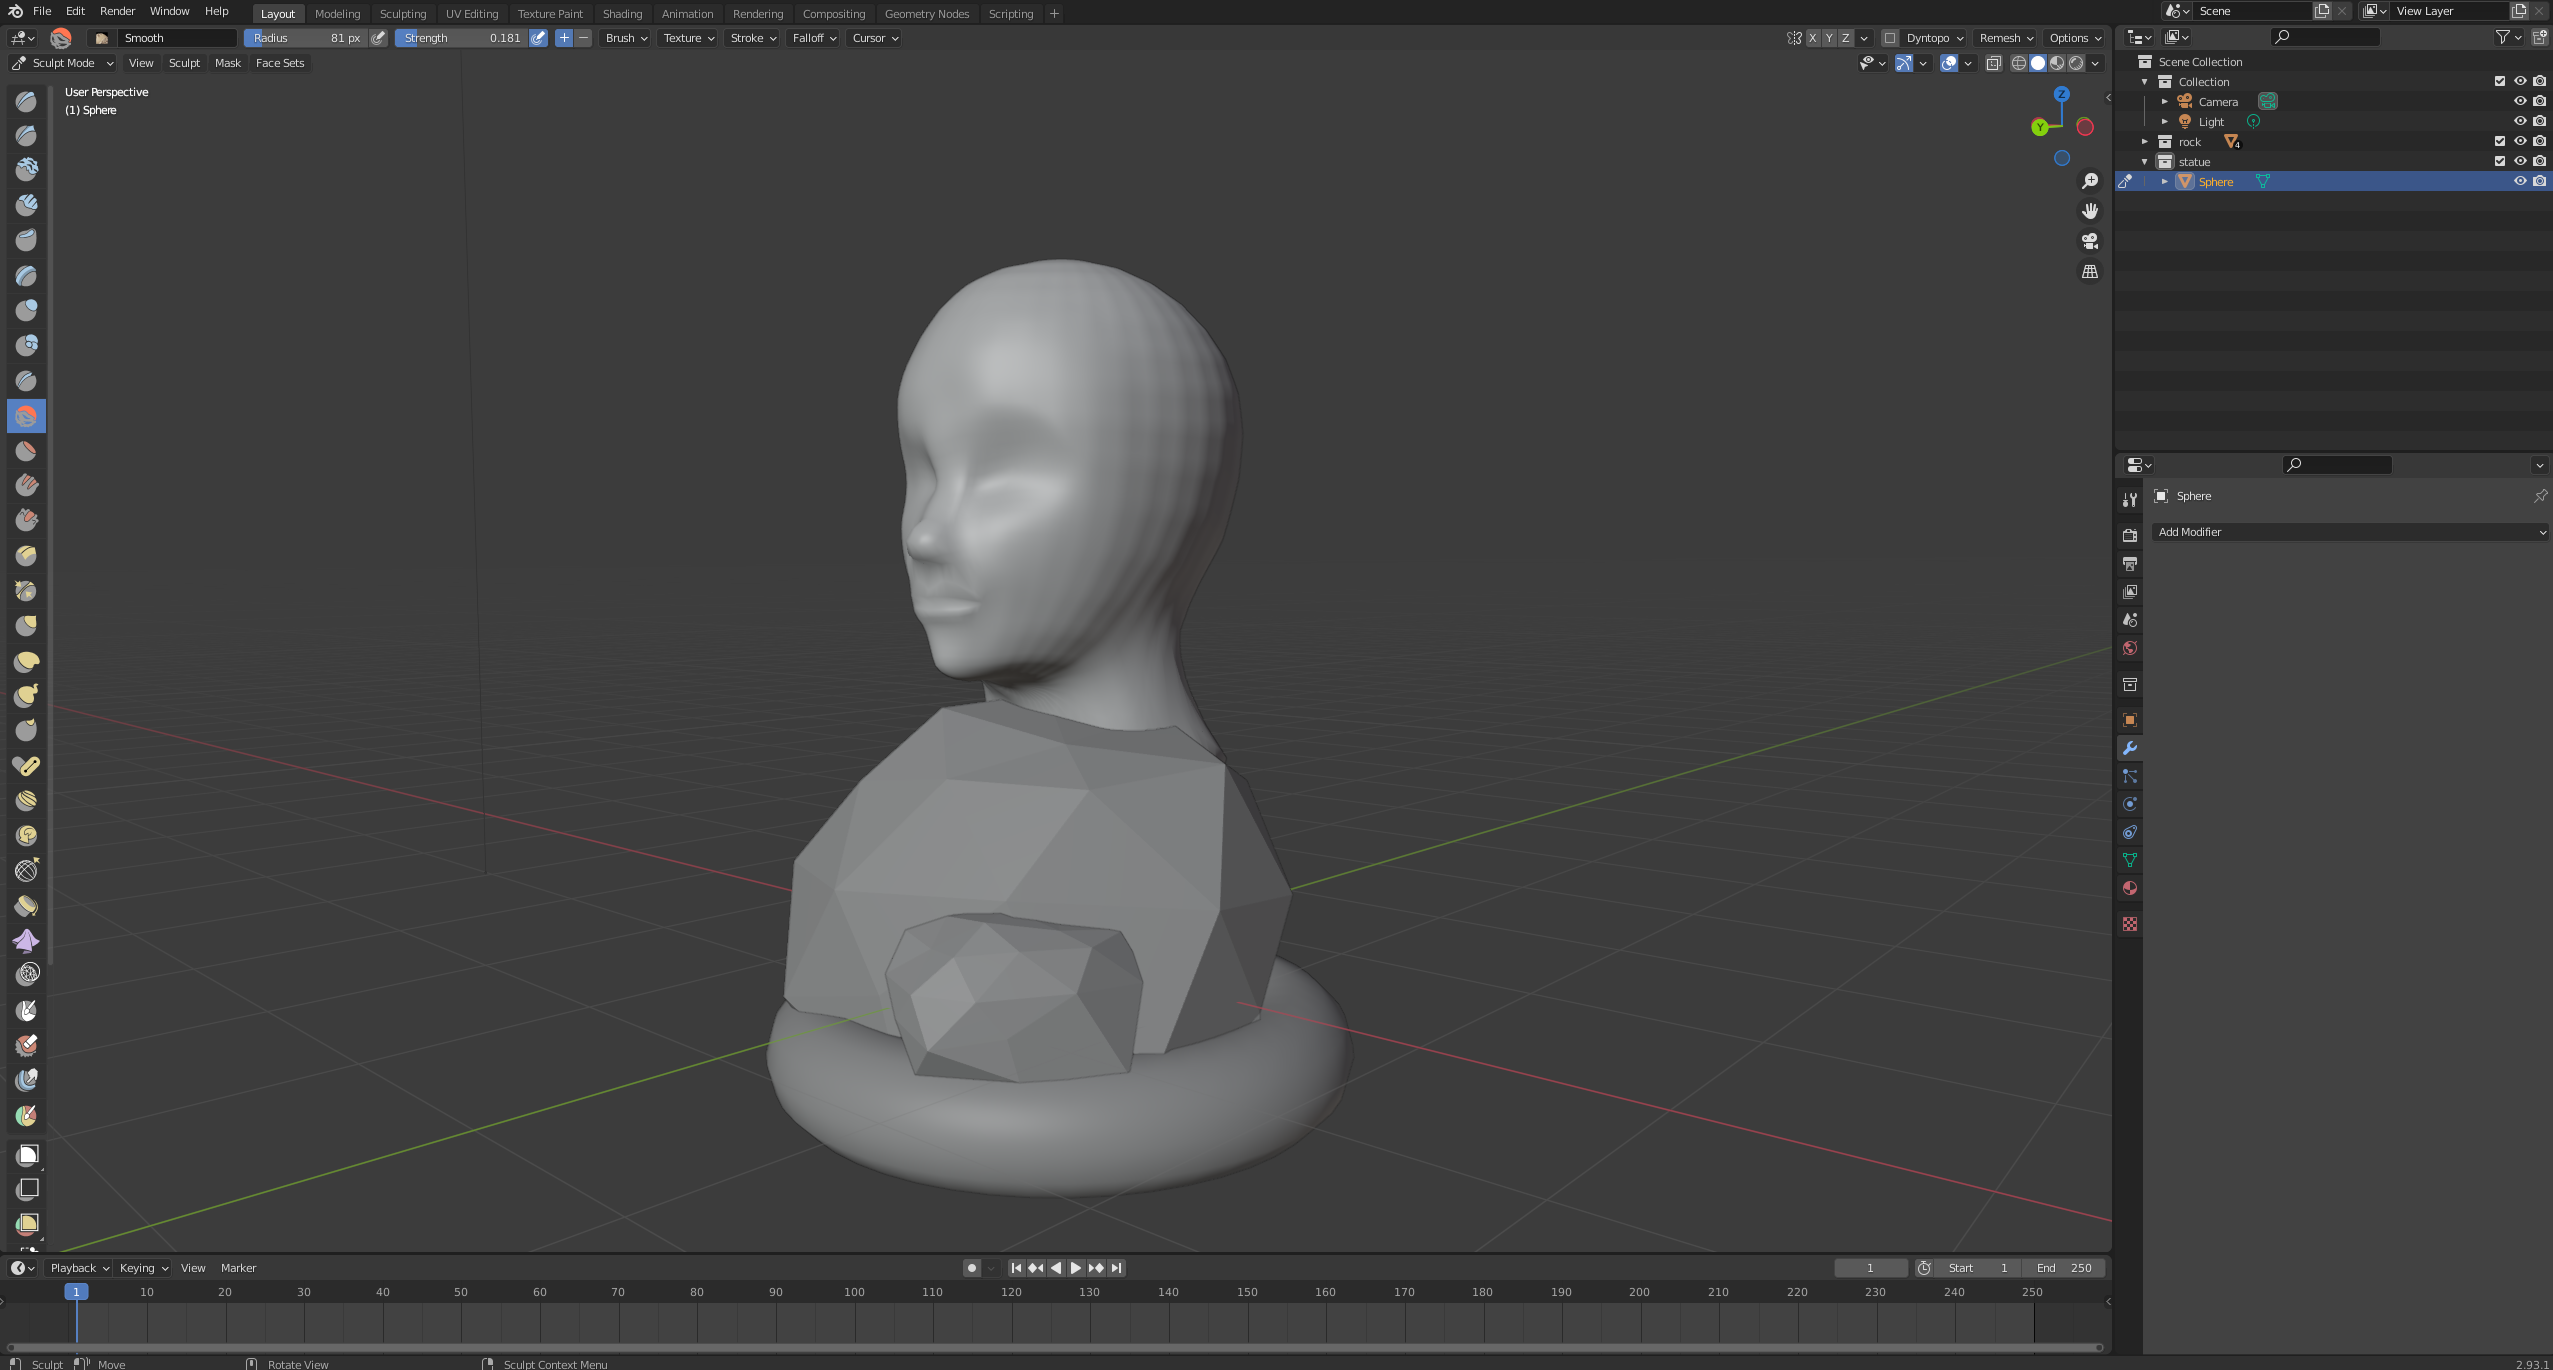 File Edit Render Window Help Layout Modeling Sculpting UV Editing Texture Paint Shading Animation Rendering Compositing Geometry Nodes Scripting + Scene View Layer
Smooth Radius 81 px Strength 0.181 + − Brush Texture Stroke Falloff Cursor X Y Z Dyntopo Remesh Options
Sculpt Mode View Sculpt Mask Face Sets
User Perspective
(1) Sphere
Z
Y
Scene Collection
Collection
Camera
Light
rock 4
statue
Sphere
Sphere
Add Modifier
Playback Keying View Marker 1 Start 1 End 250
1 10 20 30 40 50 60 70 80 90 100 110 120 130 140 150 160 170 180 190 200 210 220 230 240 250
Sculpt Move Rotate View Sculpt Context Menu 2.93.1